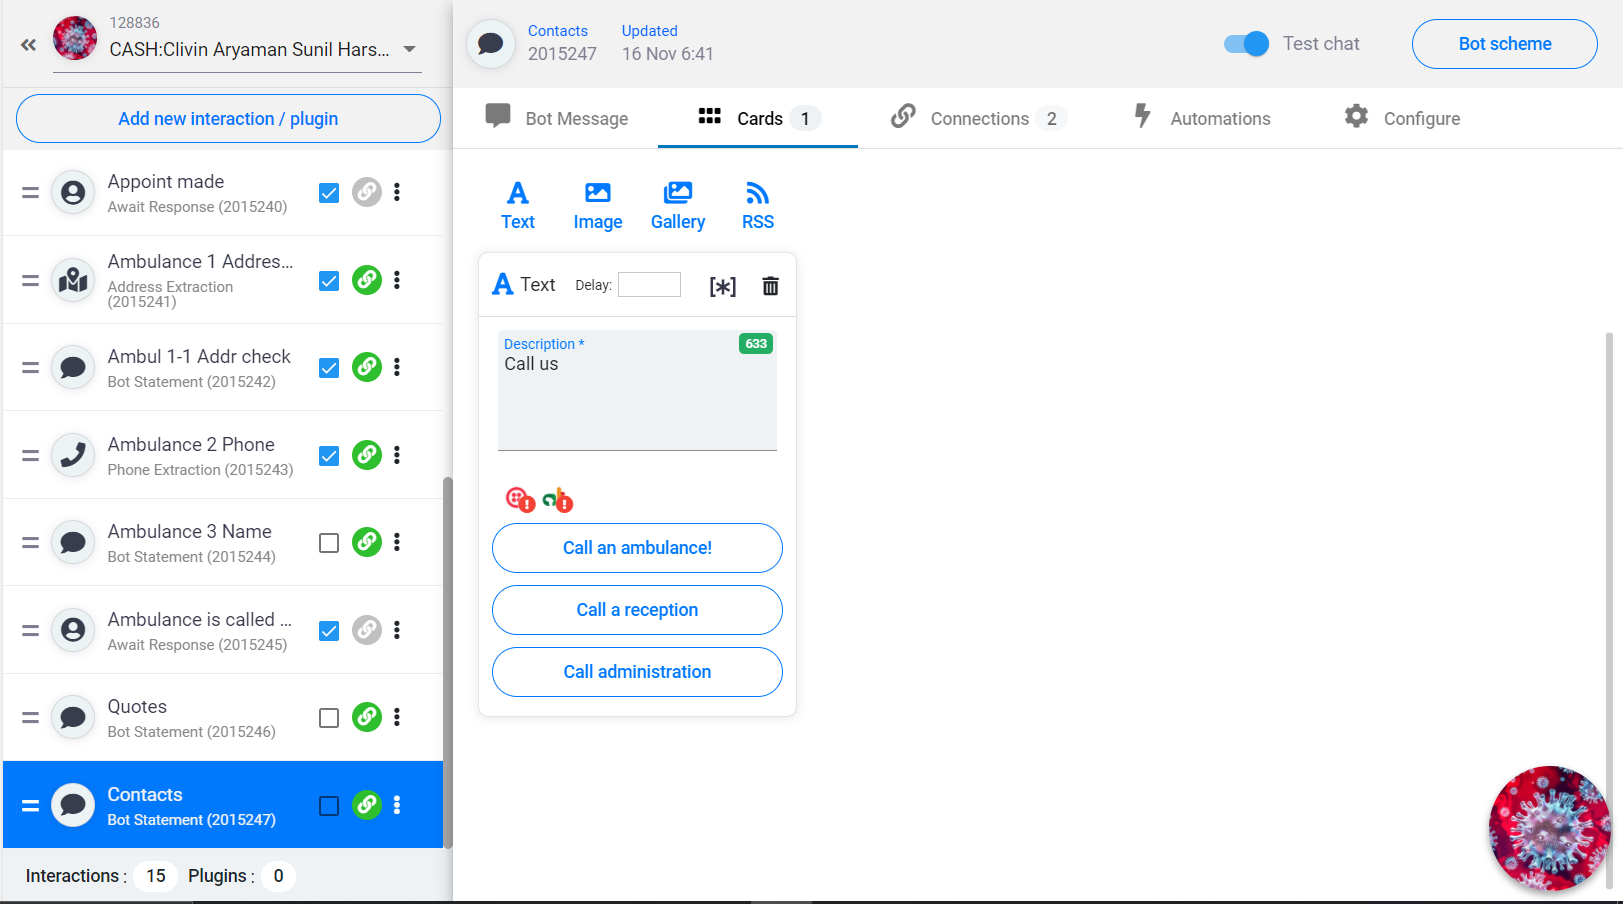 128836
CASH:Clivin Aryaman Sunil Hars...
Add new interaction / plugin
Appoint made
Await Response (2015240)
Ambulance 1 Addres...
Address Extraction
(2015241)
Ambul 1-1 Addr check
Bot Statement (2015242)
Ambulance 2 Phone
Phone Extraction (2015243)
Ambulance 3 Name
Bot Statement (2015244)
Ambulance is called ...
Await Response (2015245)
Quotes
Bot Statement (2015246)
Contacts
Bot Statement (2015247)
Interactions : 15 Plugins : 0
Contacts Updated
2015247 16 Nov 6:41
Test chat
Bot scheme
Bot Message Cards 1 Connections 2 Automations Configure
Text Image Gallery RSS
A Text Delay: [*]
Description * 633
Call us
Call an ambulance!
Call a reception
Call administration